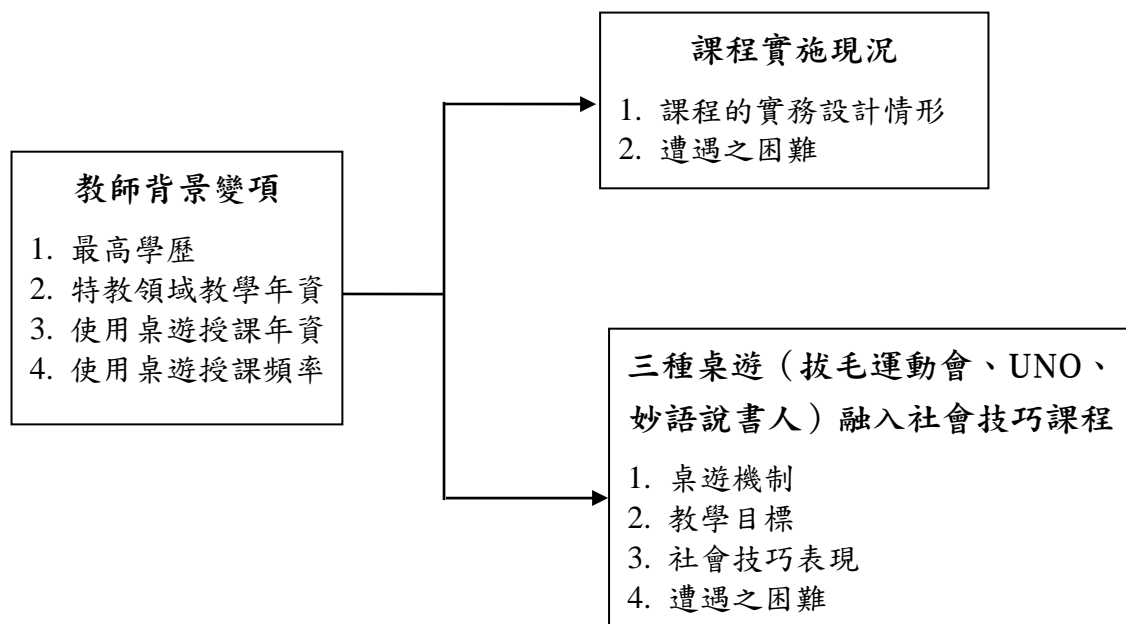 課程實施現況
1. 課程的實務設計情形
2. 遭遇之困難
教師背景變項
1. 最高學歷
2. 特教領域教學年資
3. 使用桌遊授課年資
4. 使用桌遊授課頻率
三種桌遊（拔毛運動會、UNO、
妙語說書人）融入社會技巧課程
1. 桌遊機制
2. 教學目標
3. 社會技巧表現
4. 遭遇之困難